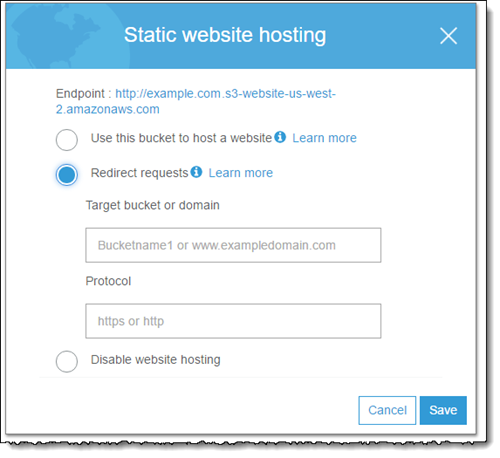 Static website hosting
Endpoint : http://example.com.s3-website-us-west-
2.amazonaws.com
Use this bucket to host a website Learn more
Redirect requests Learn more
Target bucket or domain
Bucketname1 or www.exampledomain.com
Protocol
https or http
Disable website hosting
Cancel Save